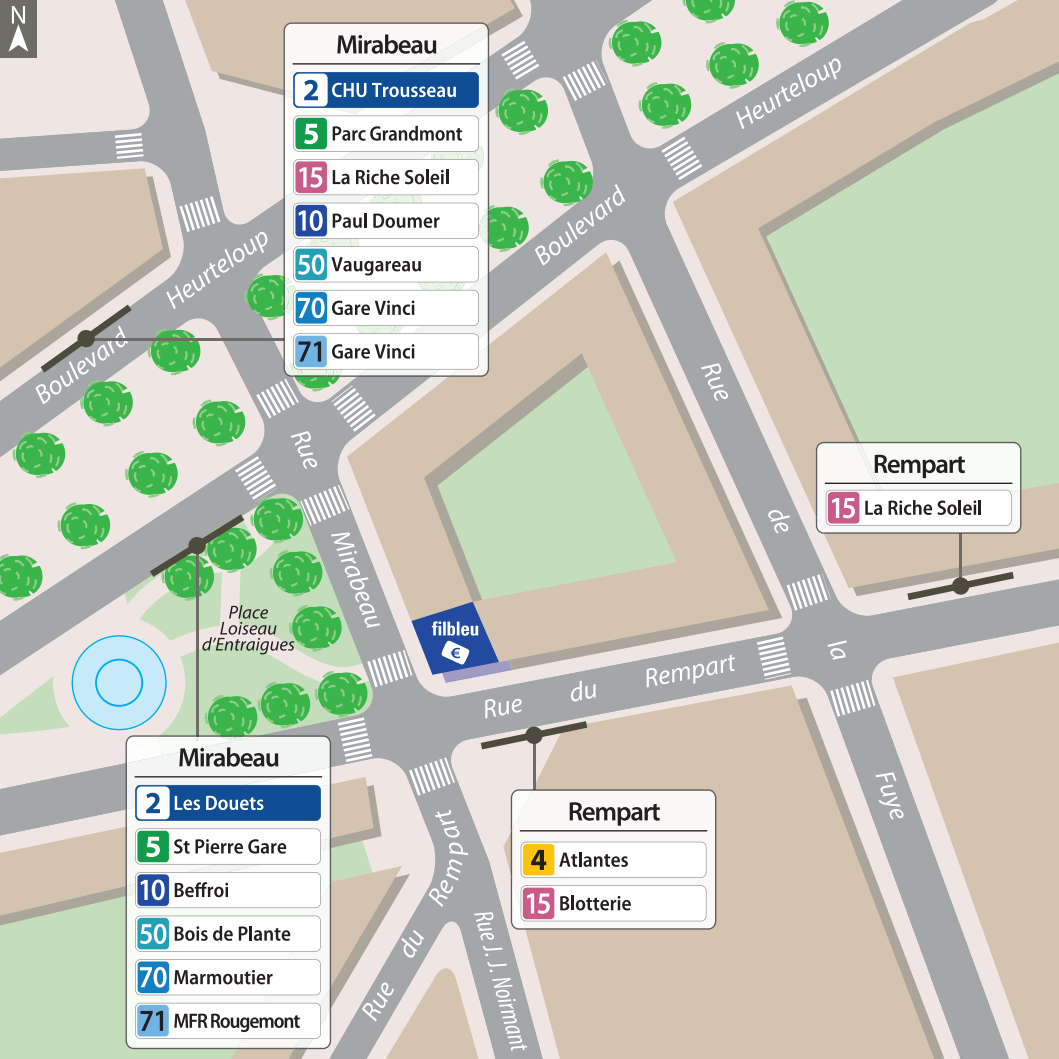 N
Mirabeau
2 CHU Trousseau
5 Parc Grandmont
15 La Riche Soleil
10 Paul Doumer
50 Vaugareau
70 Gare Vinci
71 Gare Vinci
Boulevard Heurteloup
Boulevard Heurteloup
Rue Mirabeau
Rue de la Fuye
Rempart
15 La Riche Soleil
Place
Loiseau
d'Entraigues
filbleu
€
Rue du Rempart
Mirabeau
2 Les Douets
5 St Pierre Gare
10 Beffroi
50 Bois de Plante
70 Marmoutier
71 MFR Rougemont
Rempart
4 Atlantes
15 Blotterie
Rue du Rempart
Rue J. J. Noirmant